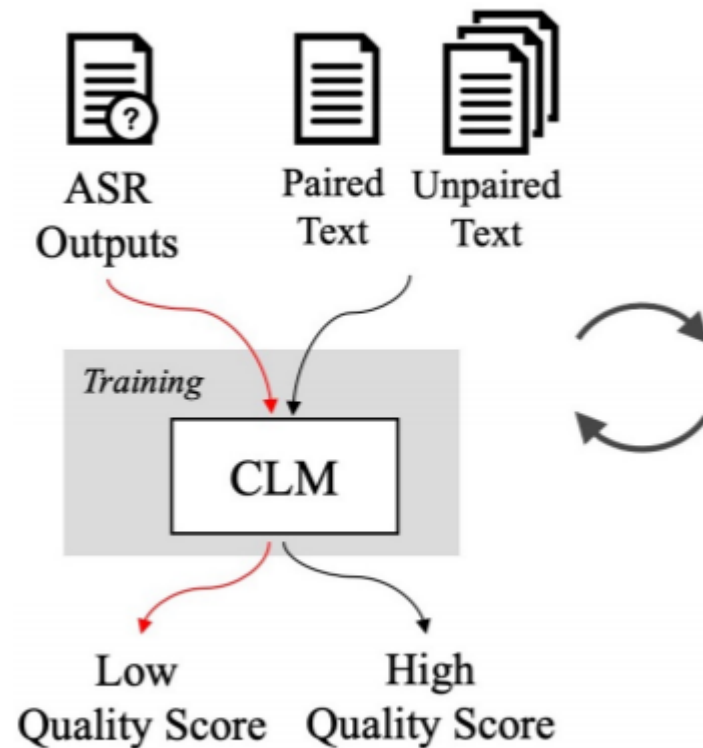 ?
ASR
Outputs
Paired
Text
Unpaired
Text
Training
CLM
Low
Quality Score
High
Quality Score